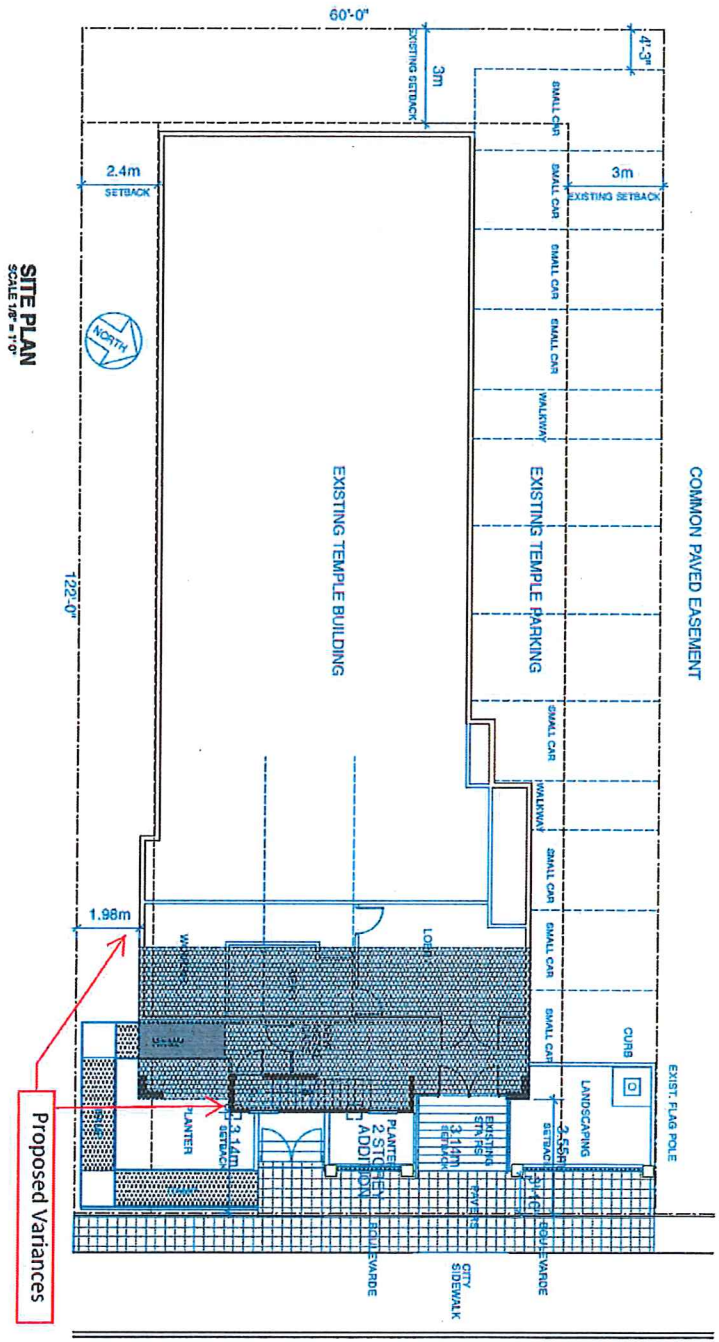 60'-0"
4'-3"
3m
EXISTING SETBACK
3m
EXISTING SETBACK
2.4m
SETBACK
SMALL CAR
SMALL CAR
SMALL CAR
SMALL CAR
WALKWAY
SMALL CAR
WALKWAY
SMALL CAR
SMALL CAR
SMALL CAR
COMMON PAVED EASEMENT
EXISTING TEMPLE PARKING
EXISTING TEMPLE BUILDING
NORTH
SITE PLAN
SCALE 1/8" = 1'0"
122'-0"
1.98m
CURB
EXIST. FLAG POLE
LANDSCAPING
SETBACK
EXISTING
STAIRS
3.14m
SETBACK
2 STOREY
ADDITION
3.14m
SETBACK
PLANTER
PAVERS
BOULEVARDE
BOULEVARDE
CITY
SIDEWALK
Proposed Variances